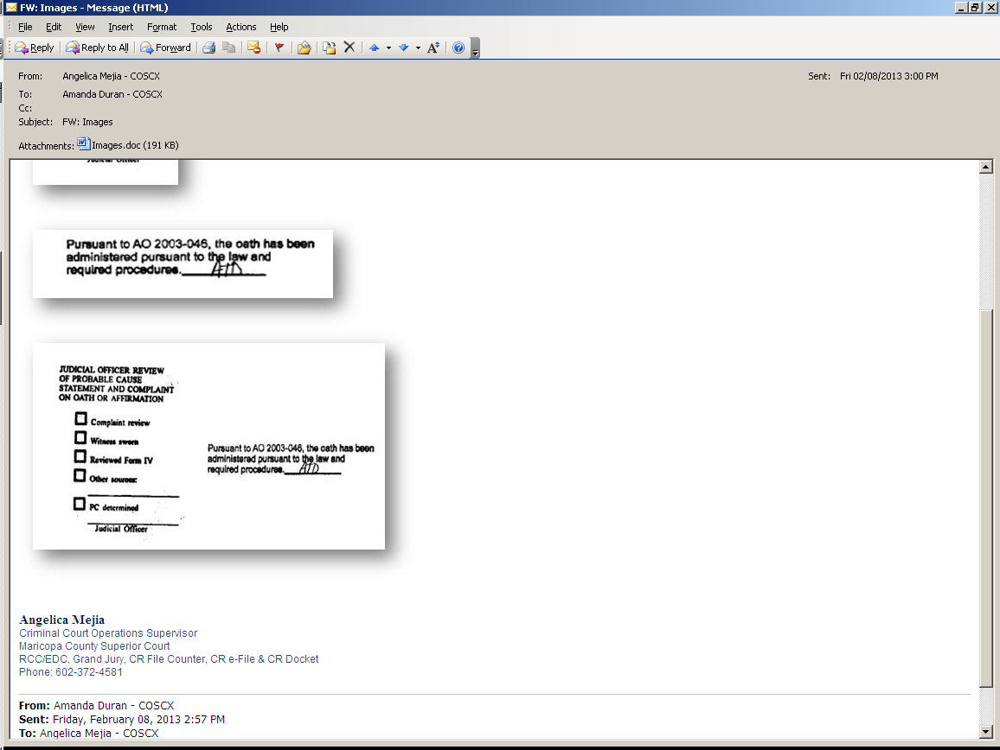 FW: Images - Message (HTML)
File Edit View Insert Format Tools Actions Help
Reply Reply to All Forward
From: Angelica Mejia - COSCX Sent: Fri 02/08/2013 3:00 PM
To: Amanda Duran - COSCX
Cc:
Subject: FW: Images
Attachments: Images.doc (191 KB)
Judicial Officer
Pursuant to AO 2003-046, the oath has been
administered pursuant to the law and
required procedures. ATD
JUDICIAL OFFICER REVIEW
OF PROBABLE CAUSE
STATEMENT AND COMPLAINT
ON OATH OR AFFIRMATION
Complaint review
Witness sworn
Reviewed Form IV
Other sources:
PC determined
Judicial Officer
Pursuant to AO 2003-046, the oath has been
administered pursuant to the law and
required procedures. ATD
Angelica Mejia
Criminal Court Operations Supervisor
Maricopa County Superior Court
RCC/EDC, Grand Jury, CR File Counter, CR e-File & CR Docket
Phone: 602-372-4581
From: Amanda Duran - COSCX
Sent: Friday, February 08, 2013 2:57 PM
To: Angelica Mejia - COSCX